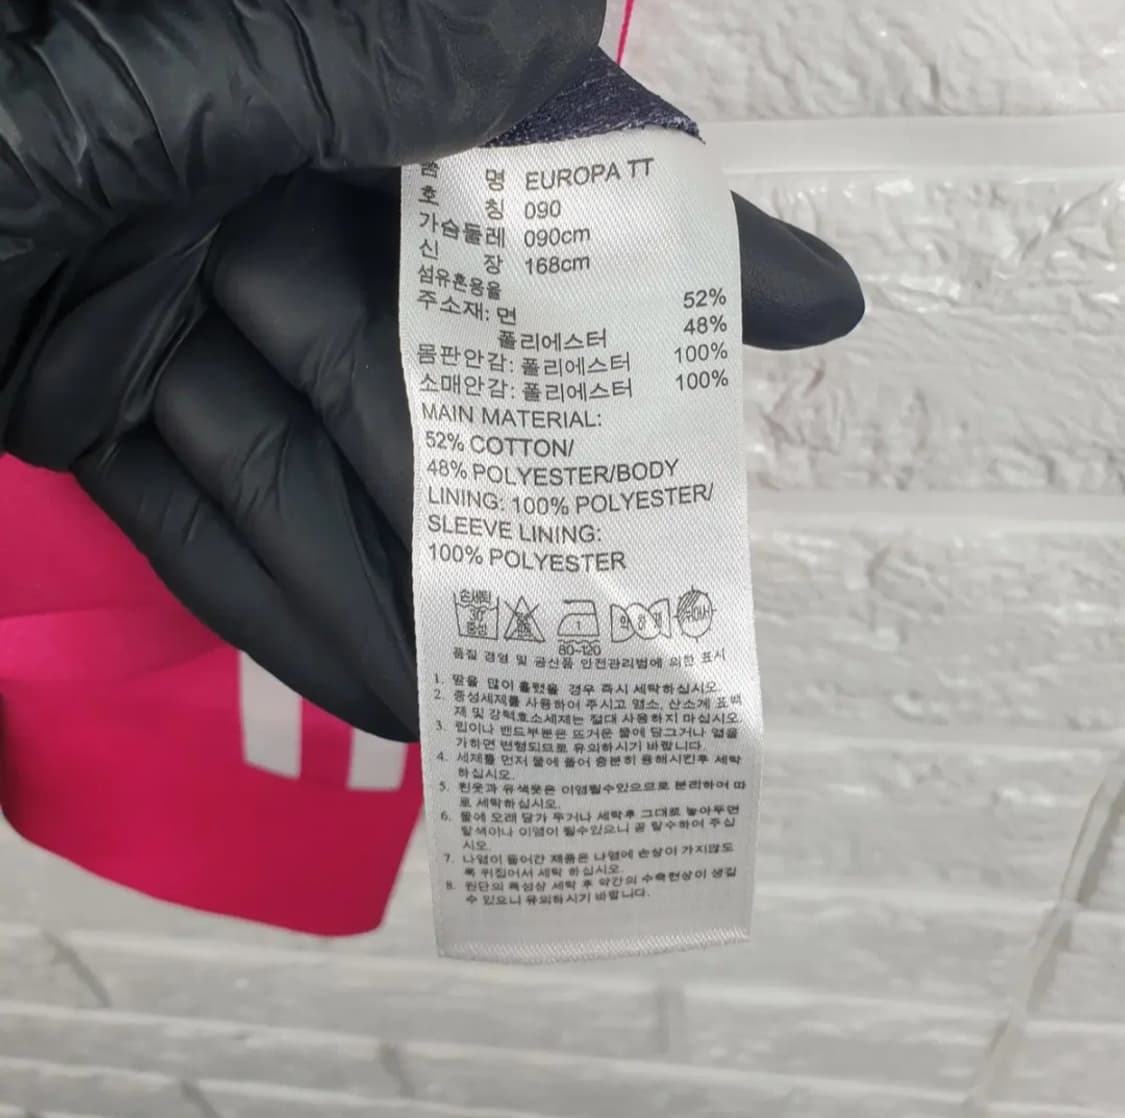 품 명 EUROPA TT
호 칭 090
가슴둘레 090cm
신 장 168cm
섬유혼용율
주소재: 면 52%
폴리에스터 48%
몸판안감: 폴리에스터 100%
소매안감: 폴리에스터 100%
MAIN MATERIAL:
52% COTTON/
48% POLYESTER/BODY
LINING: 100% POLYESTER/
SLEEVE LINING:
100% POLYESTER
손세탁
30
중성
1
80~120
품질 경영 및 공산품 안전관리법에 의한 표시
1. 땀을 많이 흘렸을 경우 즉시 세탁하십시오.
2. 중성세제를 사용하여 주시고 염소, 산소계 표백
제 및 강력효소세제는 절대 사용하지 마십시오.
3. 립이나 밴드부분은 뜨거운 물에 담그거나 열을
가하면 변형되므로 유의하시기 바랍니다.
4. 세제를 먼저 물에 풀어 충분히 용해시킨후 세탁
하십시오.
5. 흰옷과 유색옷은 이염될수있으므로 분리하여 따
로 세탁하십시오.
6. 물에 오래 담가 두거나 세탁후 그대로 놓아두면
탈색이나 이염이 될수있으니 곧 탈수하여 주십
시오.
7. 나염이 들어간 제품은 나염에 손상이 가지않도
록 뒤집어서 세탁 하십시오.
8. 원단의 특성상 세탁 후 약간의 수축현상이 생길
수 있으니 유의하시기 바랍니다.